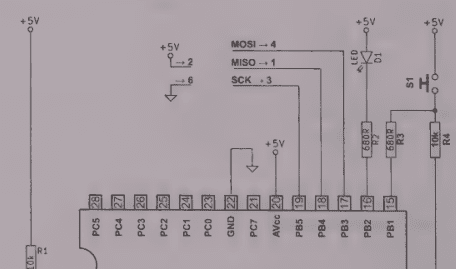 +5V
+5V
+5V
+5V
MOSI → 4
→ 2
MISO → 1
→ 6
SCK → 3
LED
D1
S1
+5V
680R
R2
680R
R3
10k
R4
28
27
26
25
24
23
22
21
20
19
18
17
16
15
PC5
PC4
PC3
PC2
PC1
PC0
GND
PC7
AVcc
PB5
PB4
PB3
PB2
PB1
R1
10k